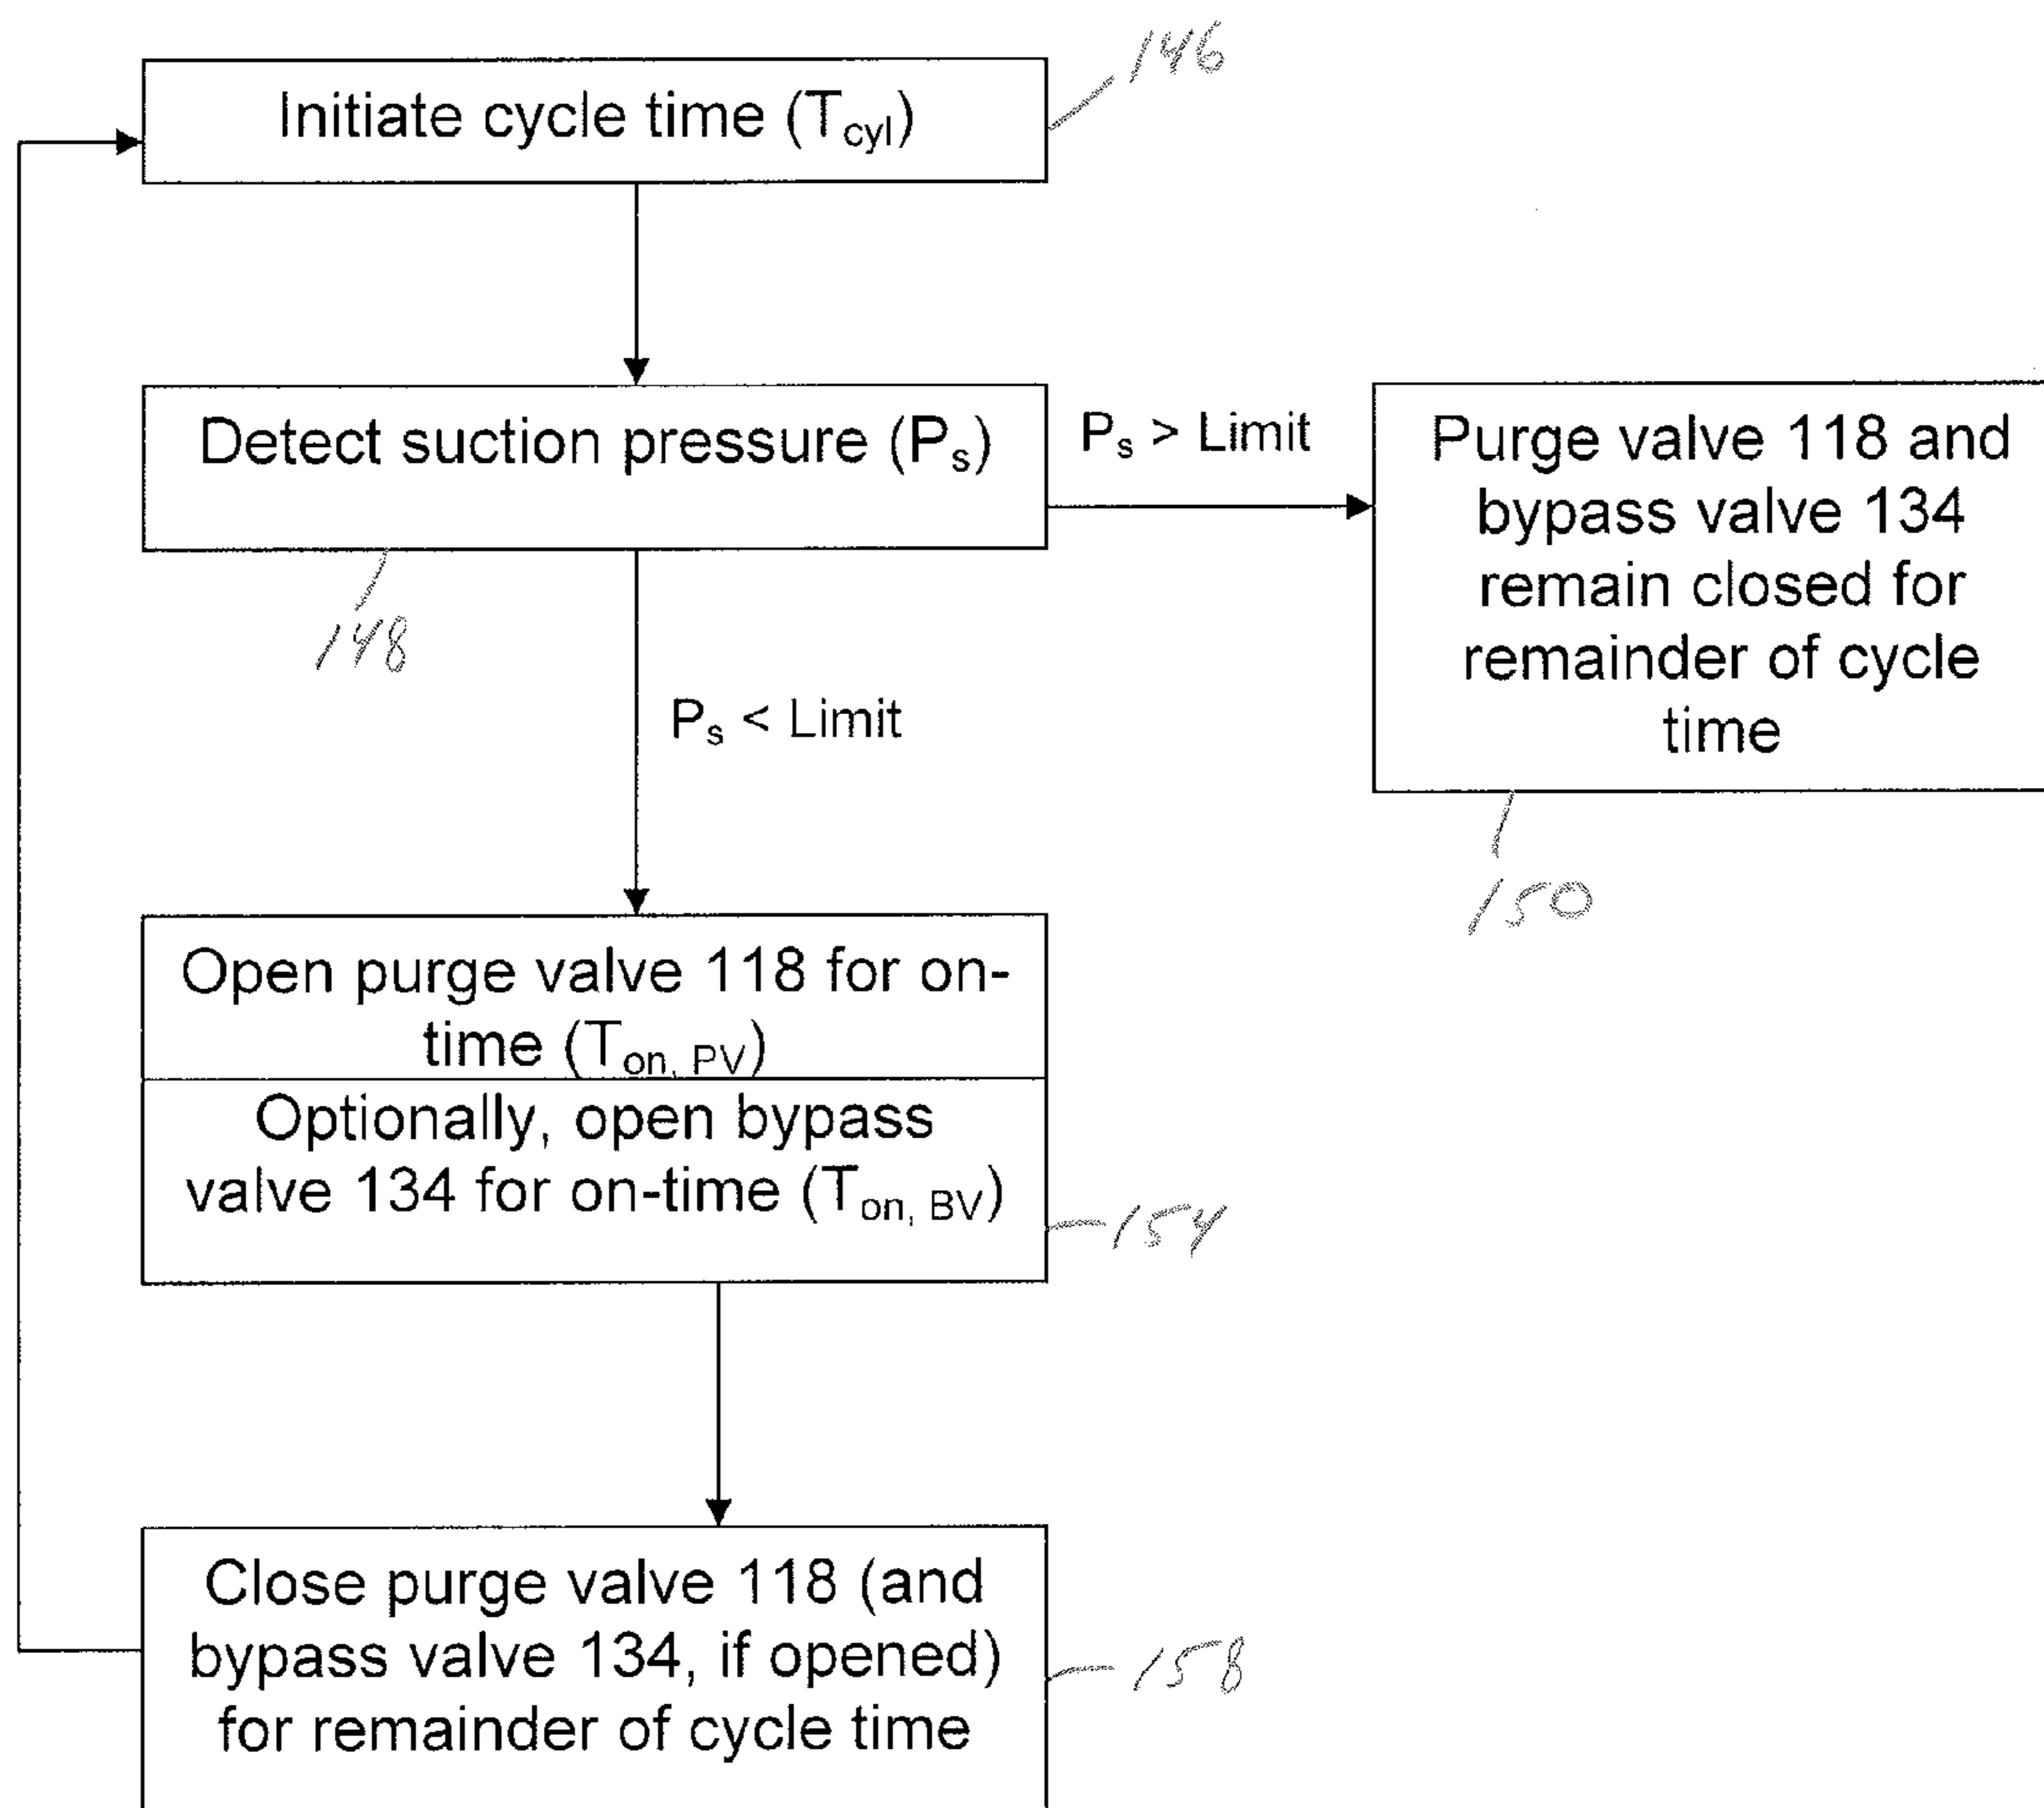 146
Initiate cycle time (Tcyl)
Detect suction pressure (Ps)
Ps > Limit
Purge valve 118 and
bypass valve 134
remain closed for
remainder of cycle
time
148
Ps < Limit
150
Open purge valve 118 for on-
time (Ton, PV)
Optionally, open bypass
valve 134 for on-time (Ton, BV)
154
Close purge valve 118 (and
bypass valve 134, if opened)
for remainder of cycle time
158